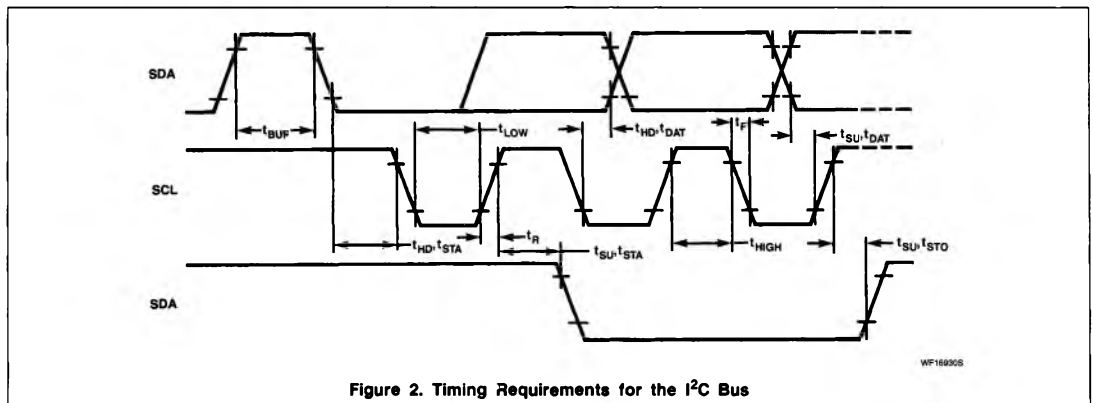 SDA
tBUF
tLOW
tHD,tDAT
tF
tSU,tDAT
SCL
tHD,tSTA
tR
tSU,tSTA
tHIGH
tSU,tSTO
SDA
WF16930S
Figure 2. Timing Requirements for the I²C Bus